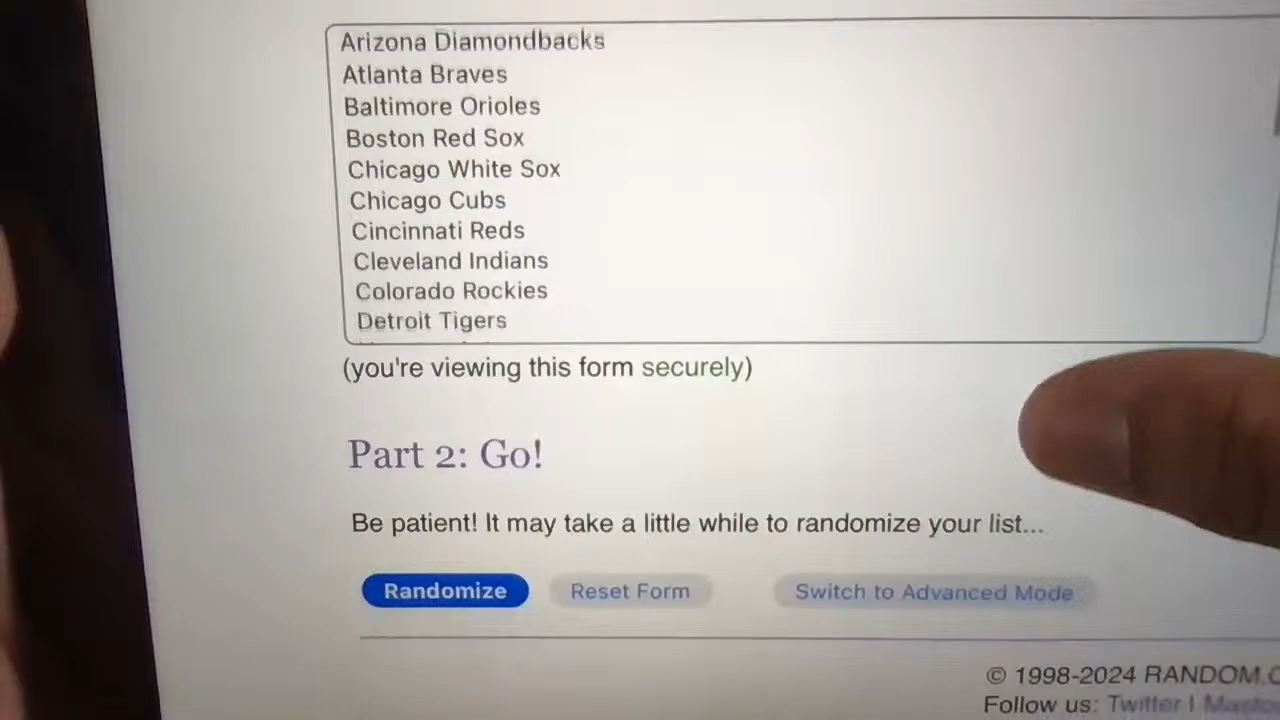 Arizona Diamondbacks
Atlanta Braves
Baltimore Orioles
Boston Red Sox
Chicago White Sox
Chicago Cubs
Cincinnati Reds
Cleveland Indians
Colorado Rockies
Detroit Tigers
(you're viewing this form securely)
Part 2: Go!
Be patient! It may take a little while to randomize your list...
Randomize Reset Form Switch to Advanced Mode
© 1998-2024 RANDOM.
Follow us: Twitter |